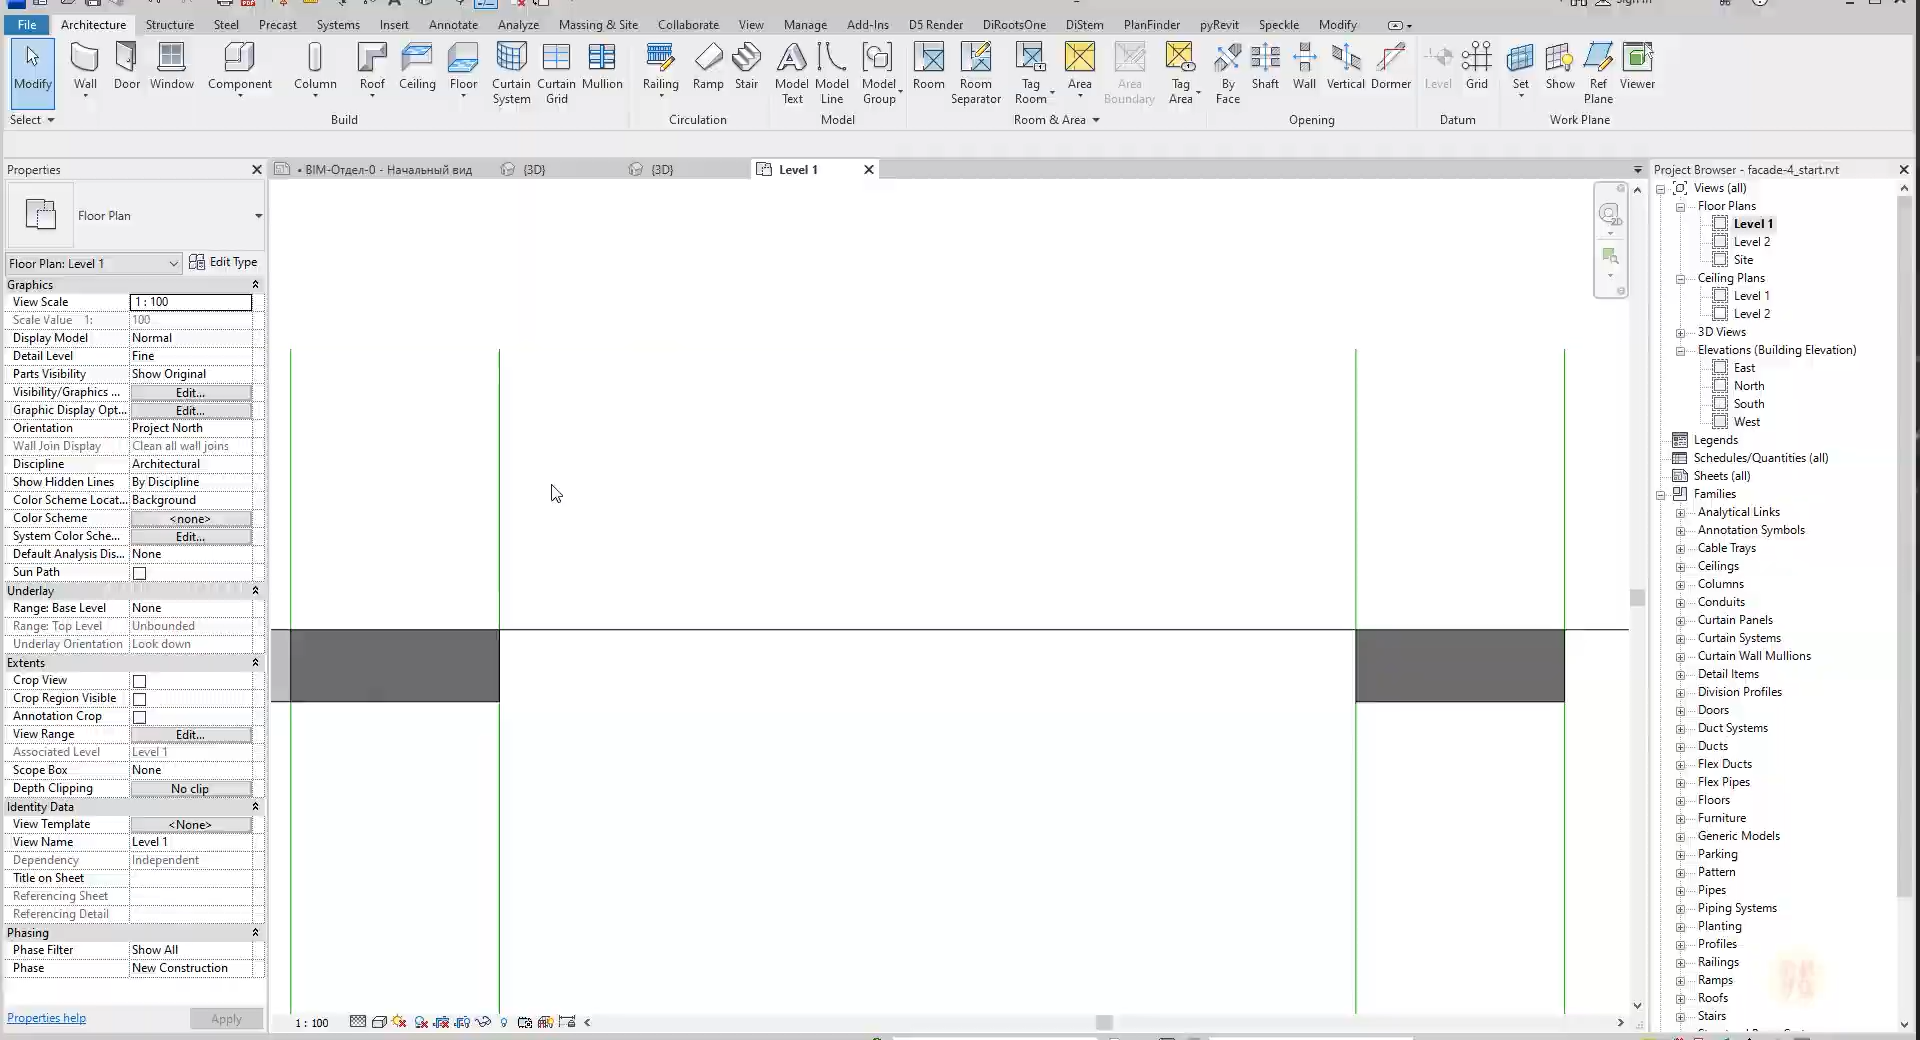 Sign In
File Architecture Structure Steel Precast Systems Insert Annotate Analyze Massing & Site Collaborate View Manage Add-Ins D5 Render DiRootsOne DiStem PlanFinder pyRevit Speckle Modify
Modify Wall Door Window Component Column Roof Ceiling Floor Curtain System Curtain Grid Mullion Railing Ramp Stair Model Text Model Line Model Group Room Room Separator Tag Room Area Area Boundary Tag Area By Face Shaft Wall Vertical Dormer Level Grid Set Show Ref Plane Viewer
Select Build Circulation Model Room & Area Opening Datum Work Plane
Properties
• BIM-Отдел-0 - Начальный вид
{3D}
{3D}
Level 1
Project Browser - facade-4_start.rvt
Floor Plan
Floor Plan: Level 1
Edit Type
Graphics
View Scale 1 : 100
Scale Value 1: 100
Display Model Normal
Detail Level Fine
Parts Visibility Show Original
Visibility/Graphics ... Edit...
Graphic Display Opt... Edit...
Orientation Project North
Wall Join Display Clean all wall joins
Discipline Architectural
Show Hidden Lines By Discipline
Color Scheme Locat... Background
Color Scheme <none>
System Color Sche... Edit...
Default Analysis Dis... None
Sun Path
Underlay
Range: Base Level None
Range: Top Level Unbounded
Underlay Orientation Look down
Extents
Crop View
Crop Region Visible
Annotation Crop
View Range Edit...
Associated Level Level 1
Scope Box None
Depth Clipping No clip
Identity Data
View Template <None>
View Name Level 1
Dependency Independent
Title on Sheet
Referencing Sheet
Referencing Detail
Phasing
Phase Filter Show All
Phase New Construction
Properties help
Apply
1 : 100
2D
Views (all)
Floor Plans
Level 1
Level 2
Site
Ceiling Plans
Level 1
Level 2
3D Views
Elevations (Building Elevation)
East
North
South
West
Legends
Schedules/Quantities (all)
Sheets (all)
Families
Analytical Links
Annotation Symbols
Cable Trays
Ceilings
Columns
Conduits
Curtain Panels
Curtain Systems
Curtain Wall Mullions
Detail Items
Division Profiles
Doors
Duct Systems
Ducts
Flex Ducts
Flex Pipes
Floors
Furniture
Generic Models
Parking
Pattern
Pipes
Piping Systems
Planting
Profiles
Railings
Ramps
Roofs
Stairs